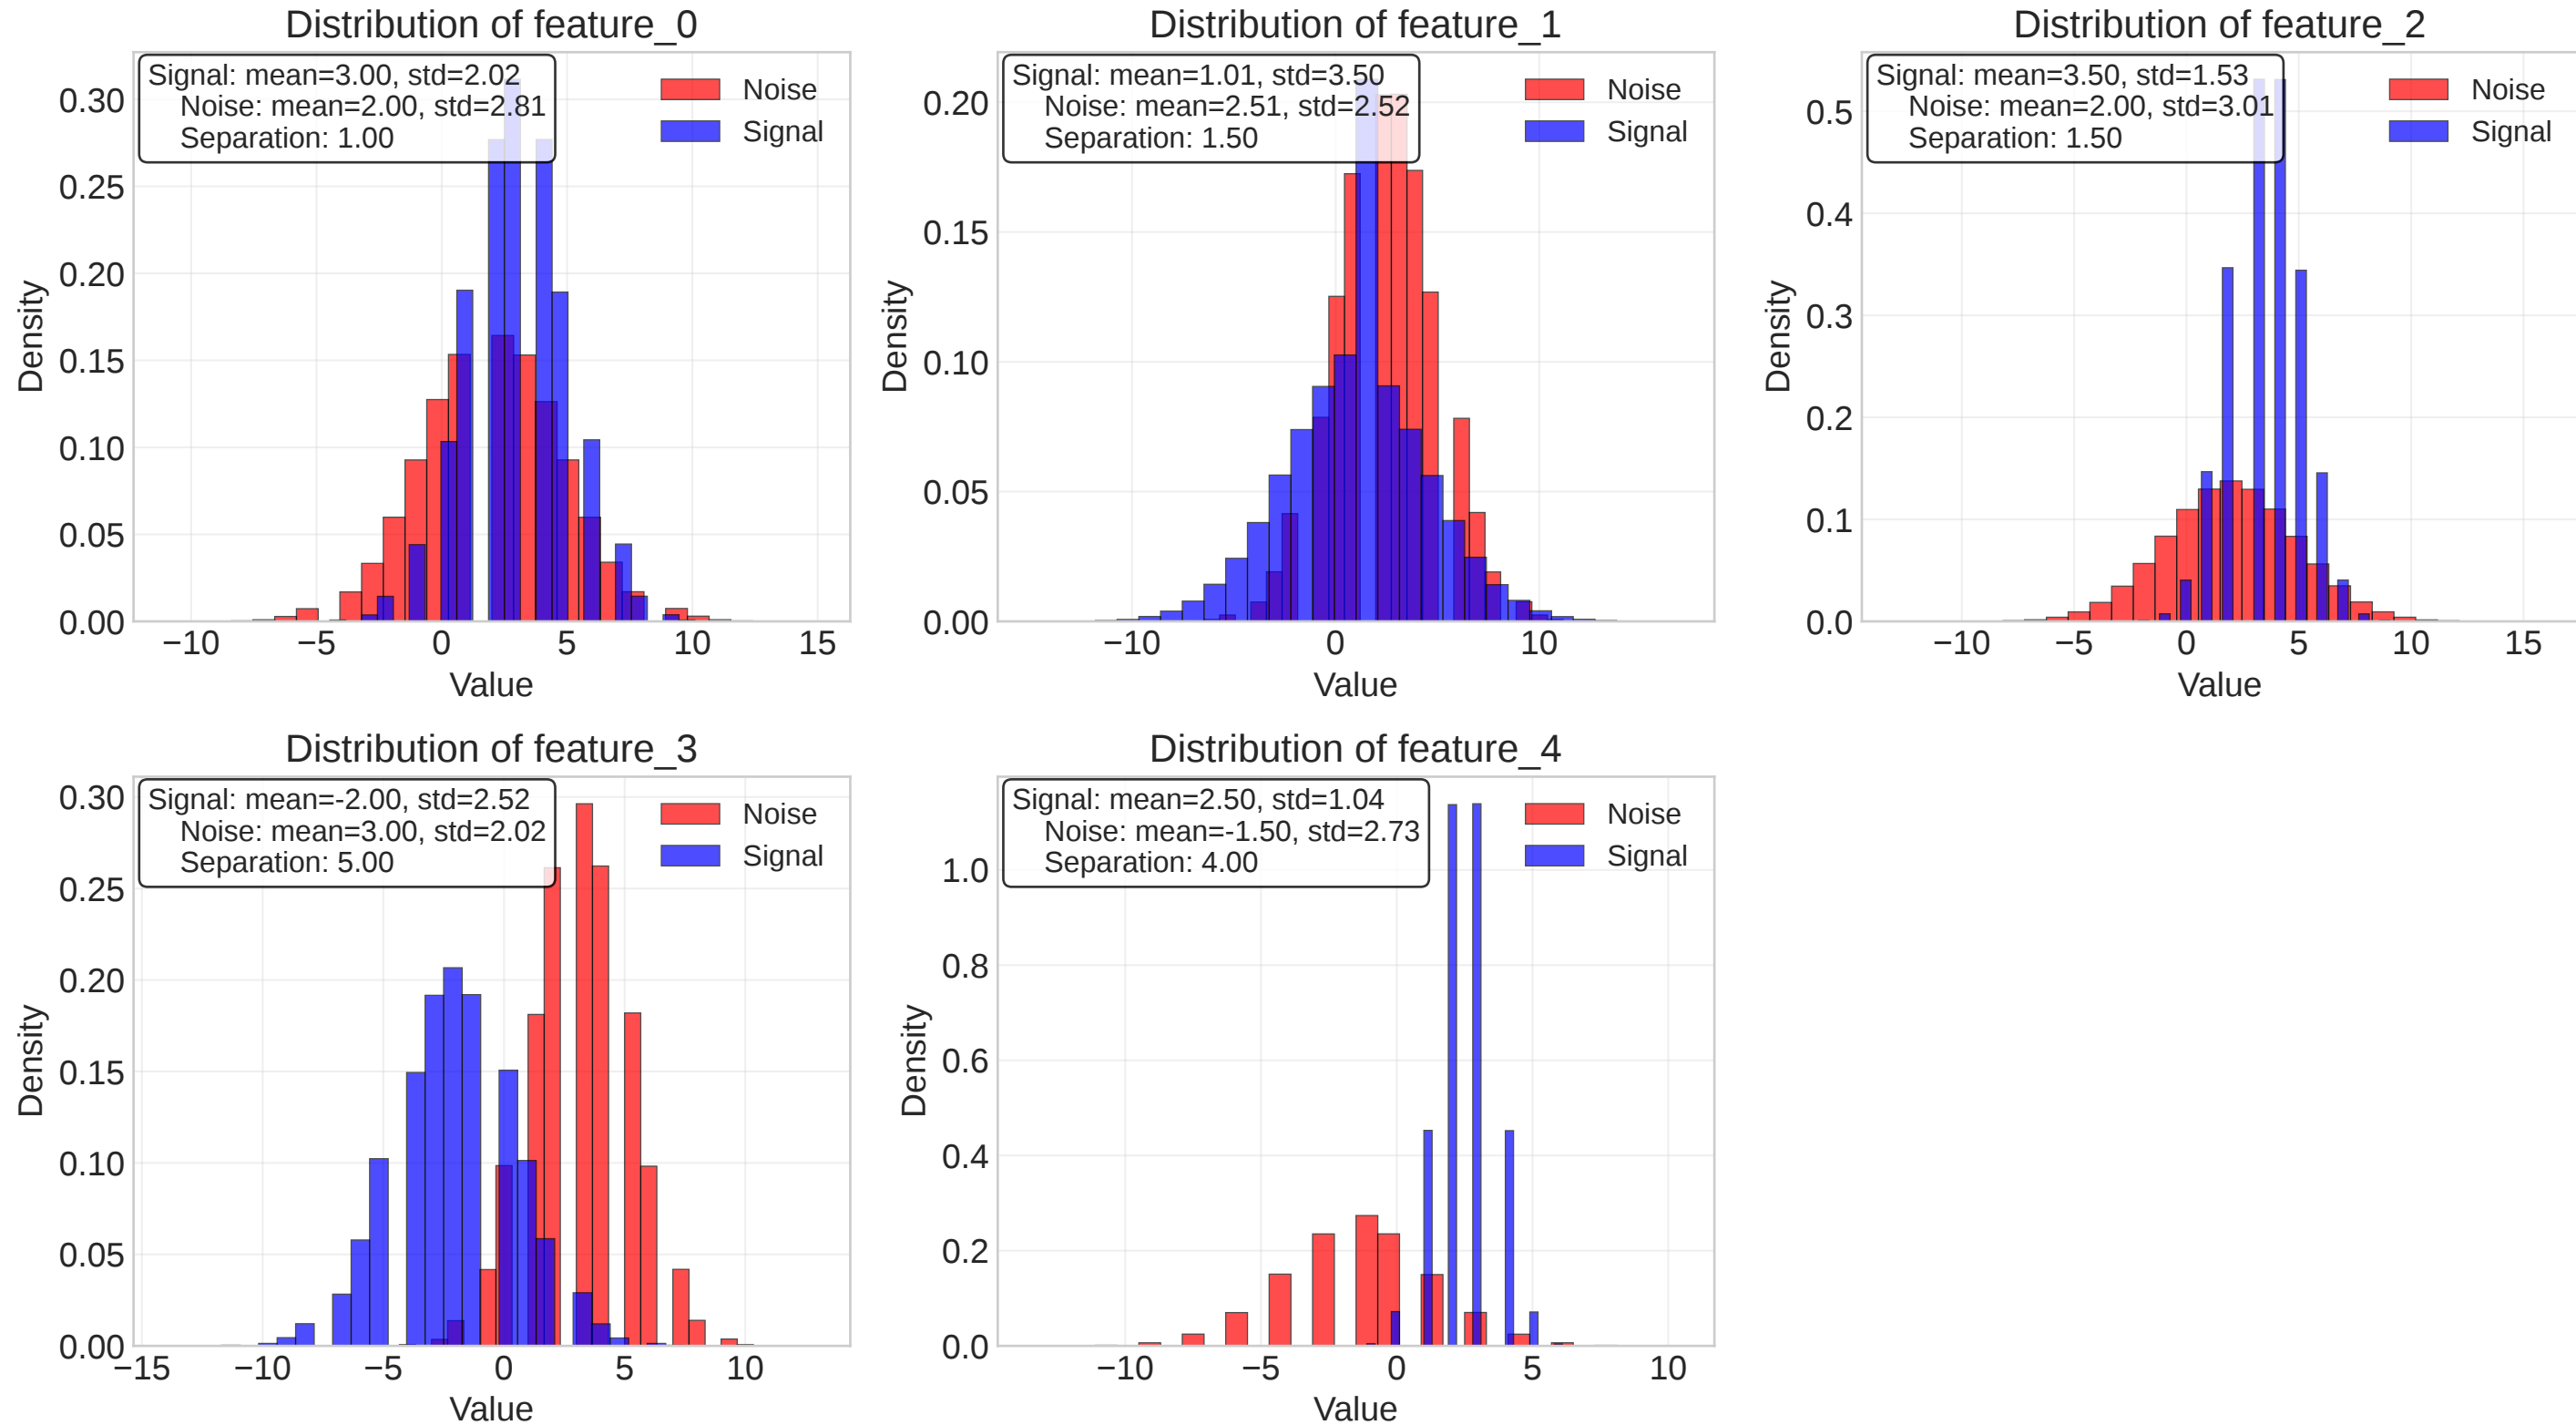 Distribution of feature_0
Signal: mean=3.00, std=2.02
Noise: mean=2.00, std=2.81
Separation: 1.00
Noise
Signal
Density
0.30
0.25
0.20
0.15
0.10
0.05
0.00
−10 −5 0 5 10 15
Value
Distribution of feature_1
Signal: mean=1.01, std=3.50
Noise: mean=2.51, std=2.52
Separation: 1.50
Noise
Signal
Density
0.20
0.15
0.10
0.05
0.00
−10 0 10
Value
Distribution of feature_2
Signal: mean=3.50, std=1.53
Noise: mean=2.00, std=3.01
Separation: 1.50
Noise
Signal
Density
0.5
0.4
0.3
0.2
0.1
0.0
−10 −5 0 5 10 15
Value
Distribution of feature_3
Signal: mean=-2.00, std=2.52
Noise: mean=3.00, std=2.02
Separation: 5.00
Noise
Signal
Density
0.30
0.25
0.20
0.15
0.10
0.05
0.00
−15 −10 −5 0 5 10
Value
Distribution of feature_4
Signal: mean=2.50, std=1.04
Noise: mean=-1.50, std=2.73
Separation: 4.00
Noise
Signal
Density
1.0
0.8
0.6
0.4
0.2
0.0
−10 −5 0 5 10
Value